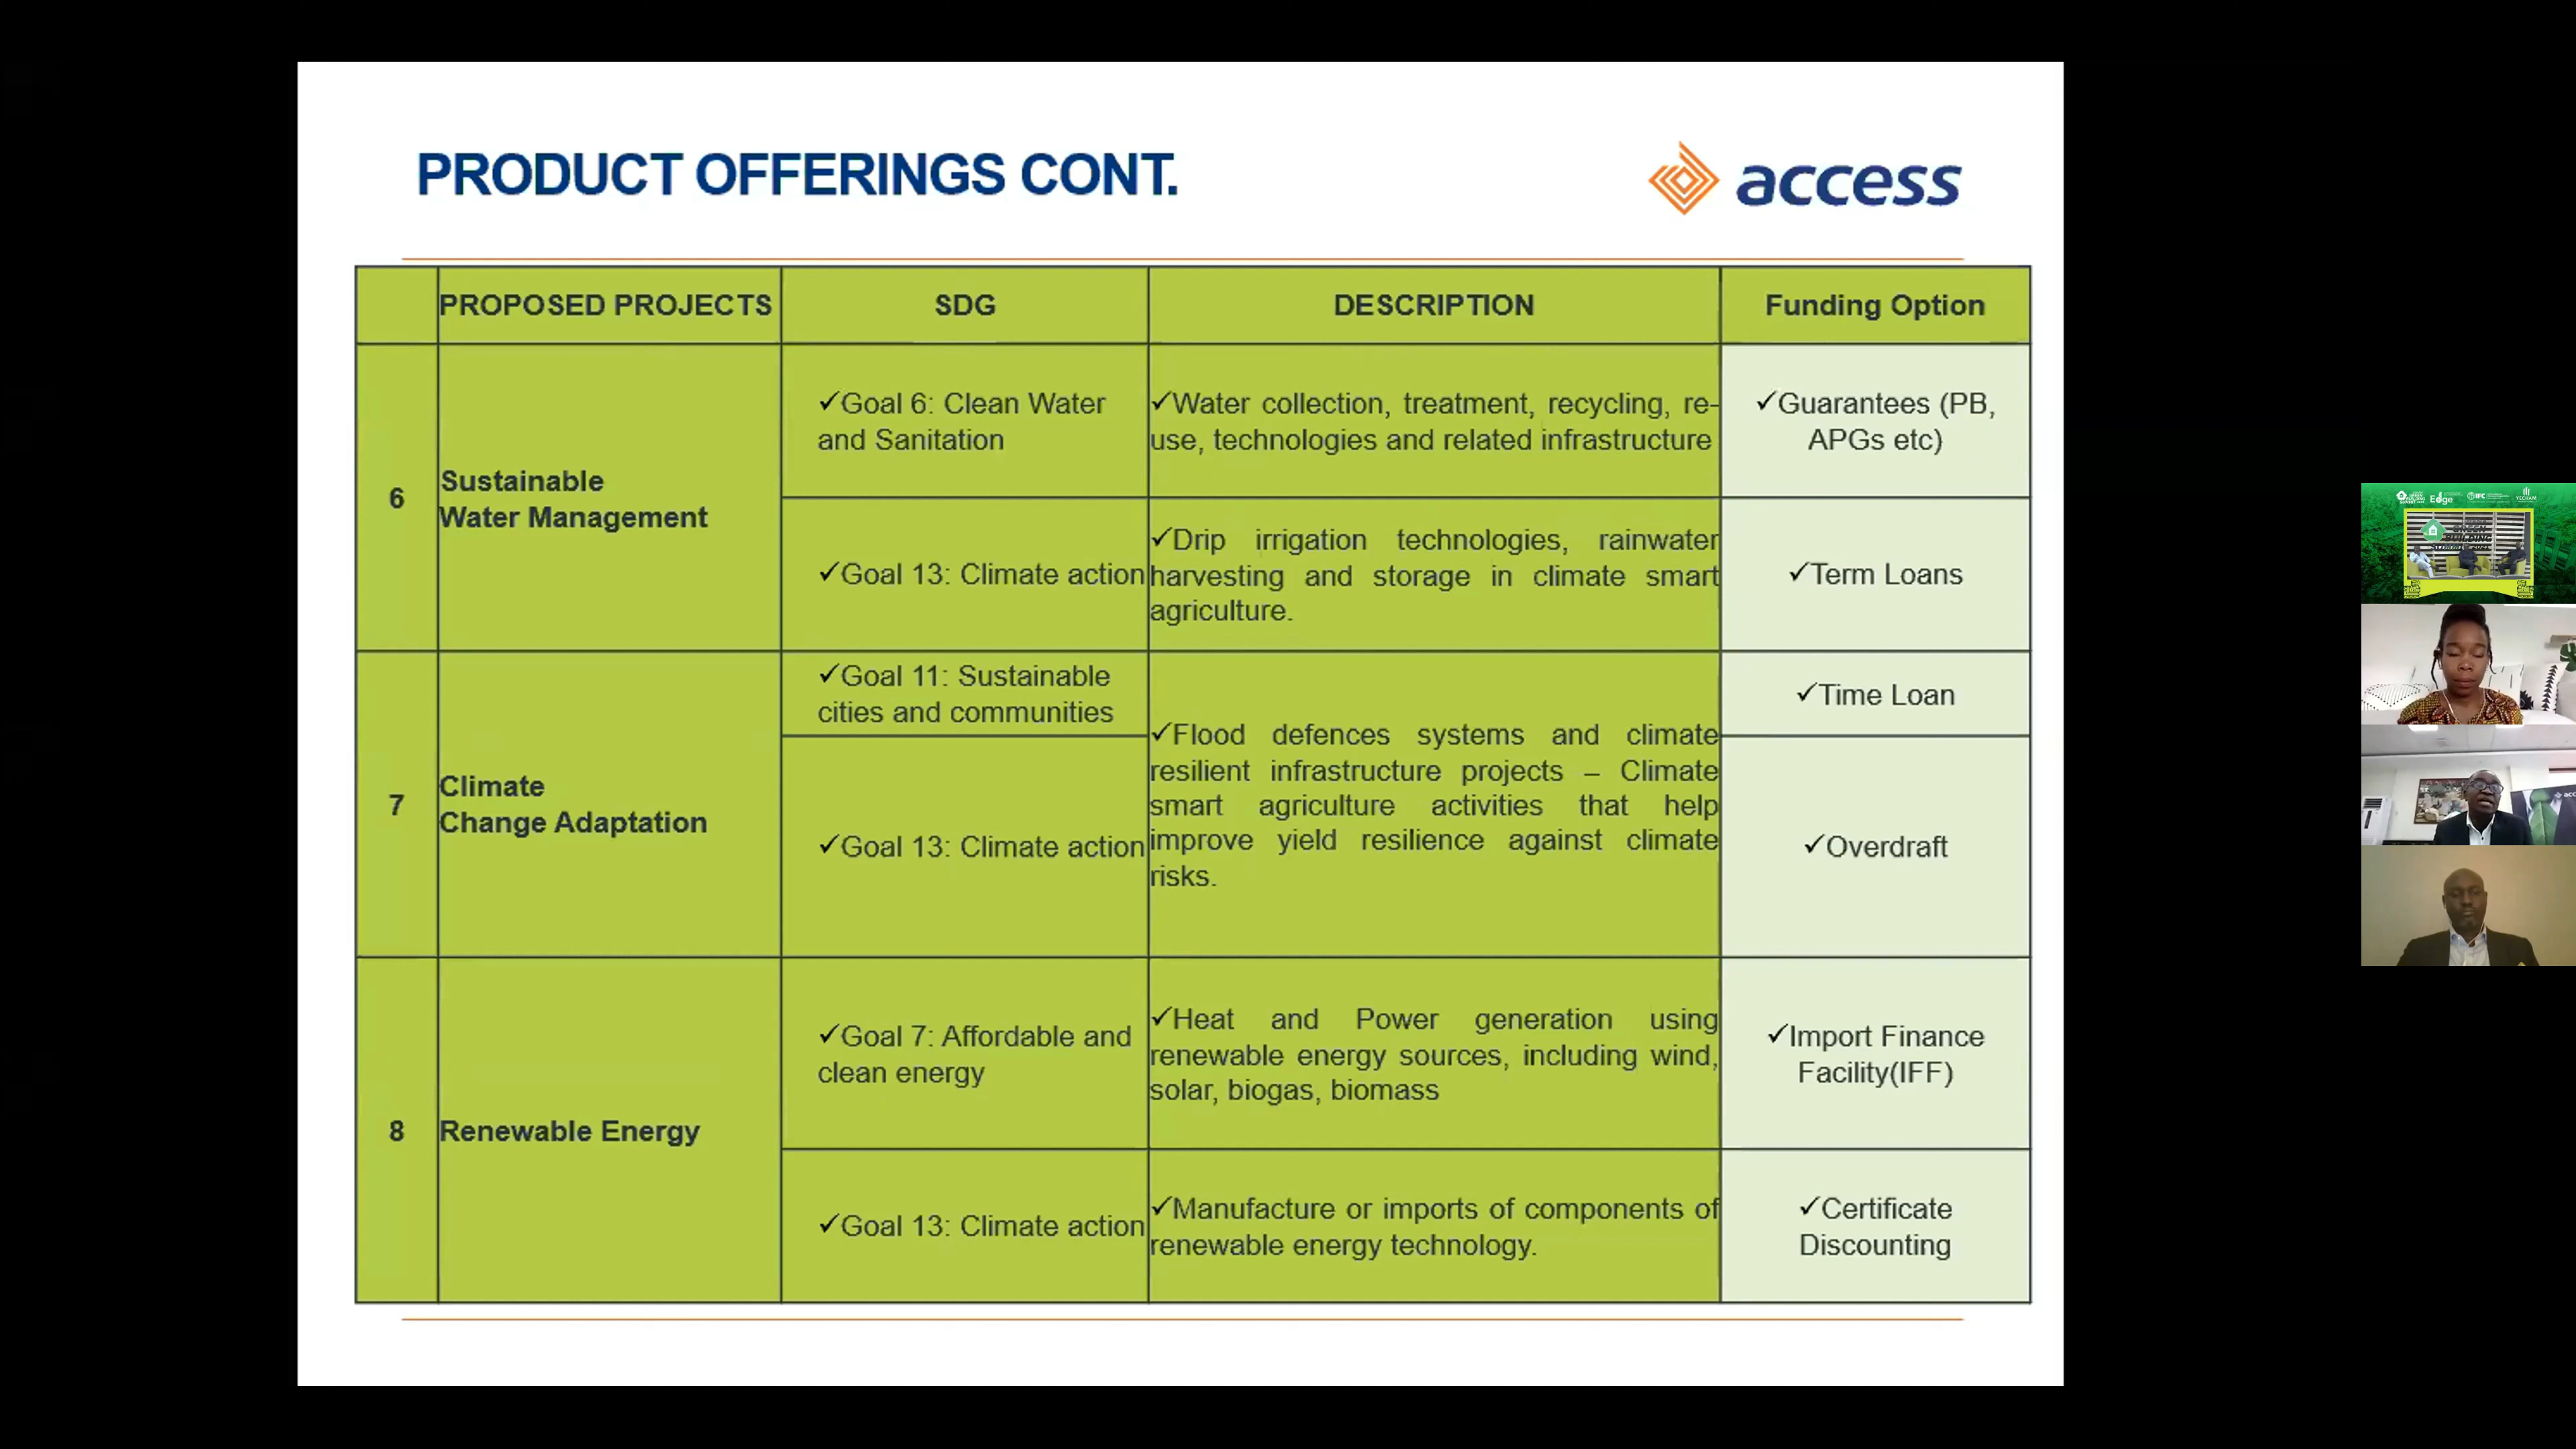 PRODUCT OFFERINGS CONT.
access
PROPOSED PROJECTS
SDG
DESCRIPTION
Funding Option
6
Sustainable
Water Management
✓Goal 6: Clean Water
and Sanitation
✓Water collection, treatment, recycling, re-
use, technologies and related infrastructure
✓Guarantees (PB,
APGs etc)
✓Goal 13: Climate action
✓Drip irrigation technologies, rainwater
harvesting and storage in climate smart
agriculture.
✓Term Loans
7
Climate
Change Adaptation
✓Goal 11: Sustainable
cities and communities
✓Flood defences systems and climate
resilient infrastructure projects – Climate
smart agriculture activities that help
improve yield resilience against climate
risks.
✓Time Loan
✓Goal 13: Climate action
✓Overdraft
8
Renewable Energy
✓Goal 7: Affordable and
clean energy
✓Heat and Power generation using
renewable energy sources, including wind,
solar, biogas, biomass
✓Import Finance
Facility(IFF)
✓Goal 13: Climate action
✓Manufacture or imports of components of
renewable energy technology.
✓Certificate
Discounting
Edge
IFC
GREEN
BUILDING